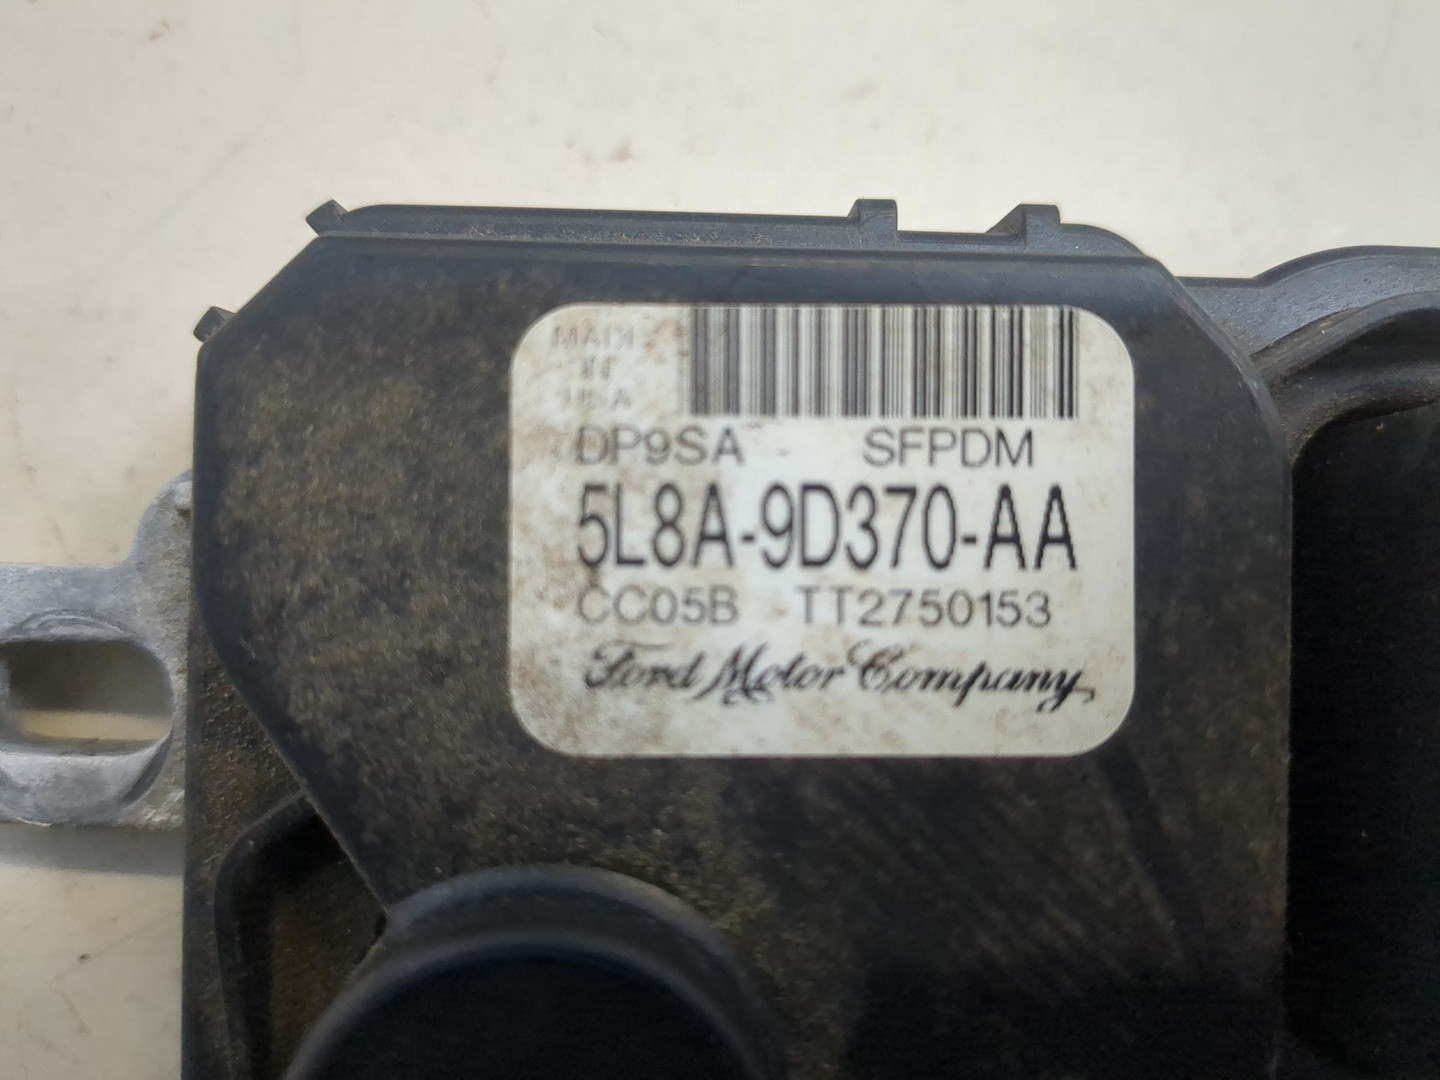 MADE
IN
USA
DP9SA - SFPDM
5L8A-9D370-AA
CC05B TT2750153
Ford Motor Company,